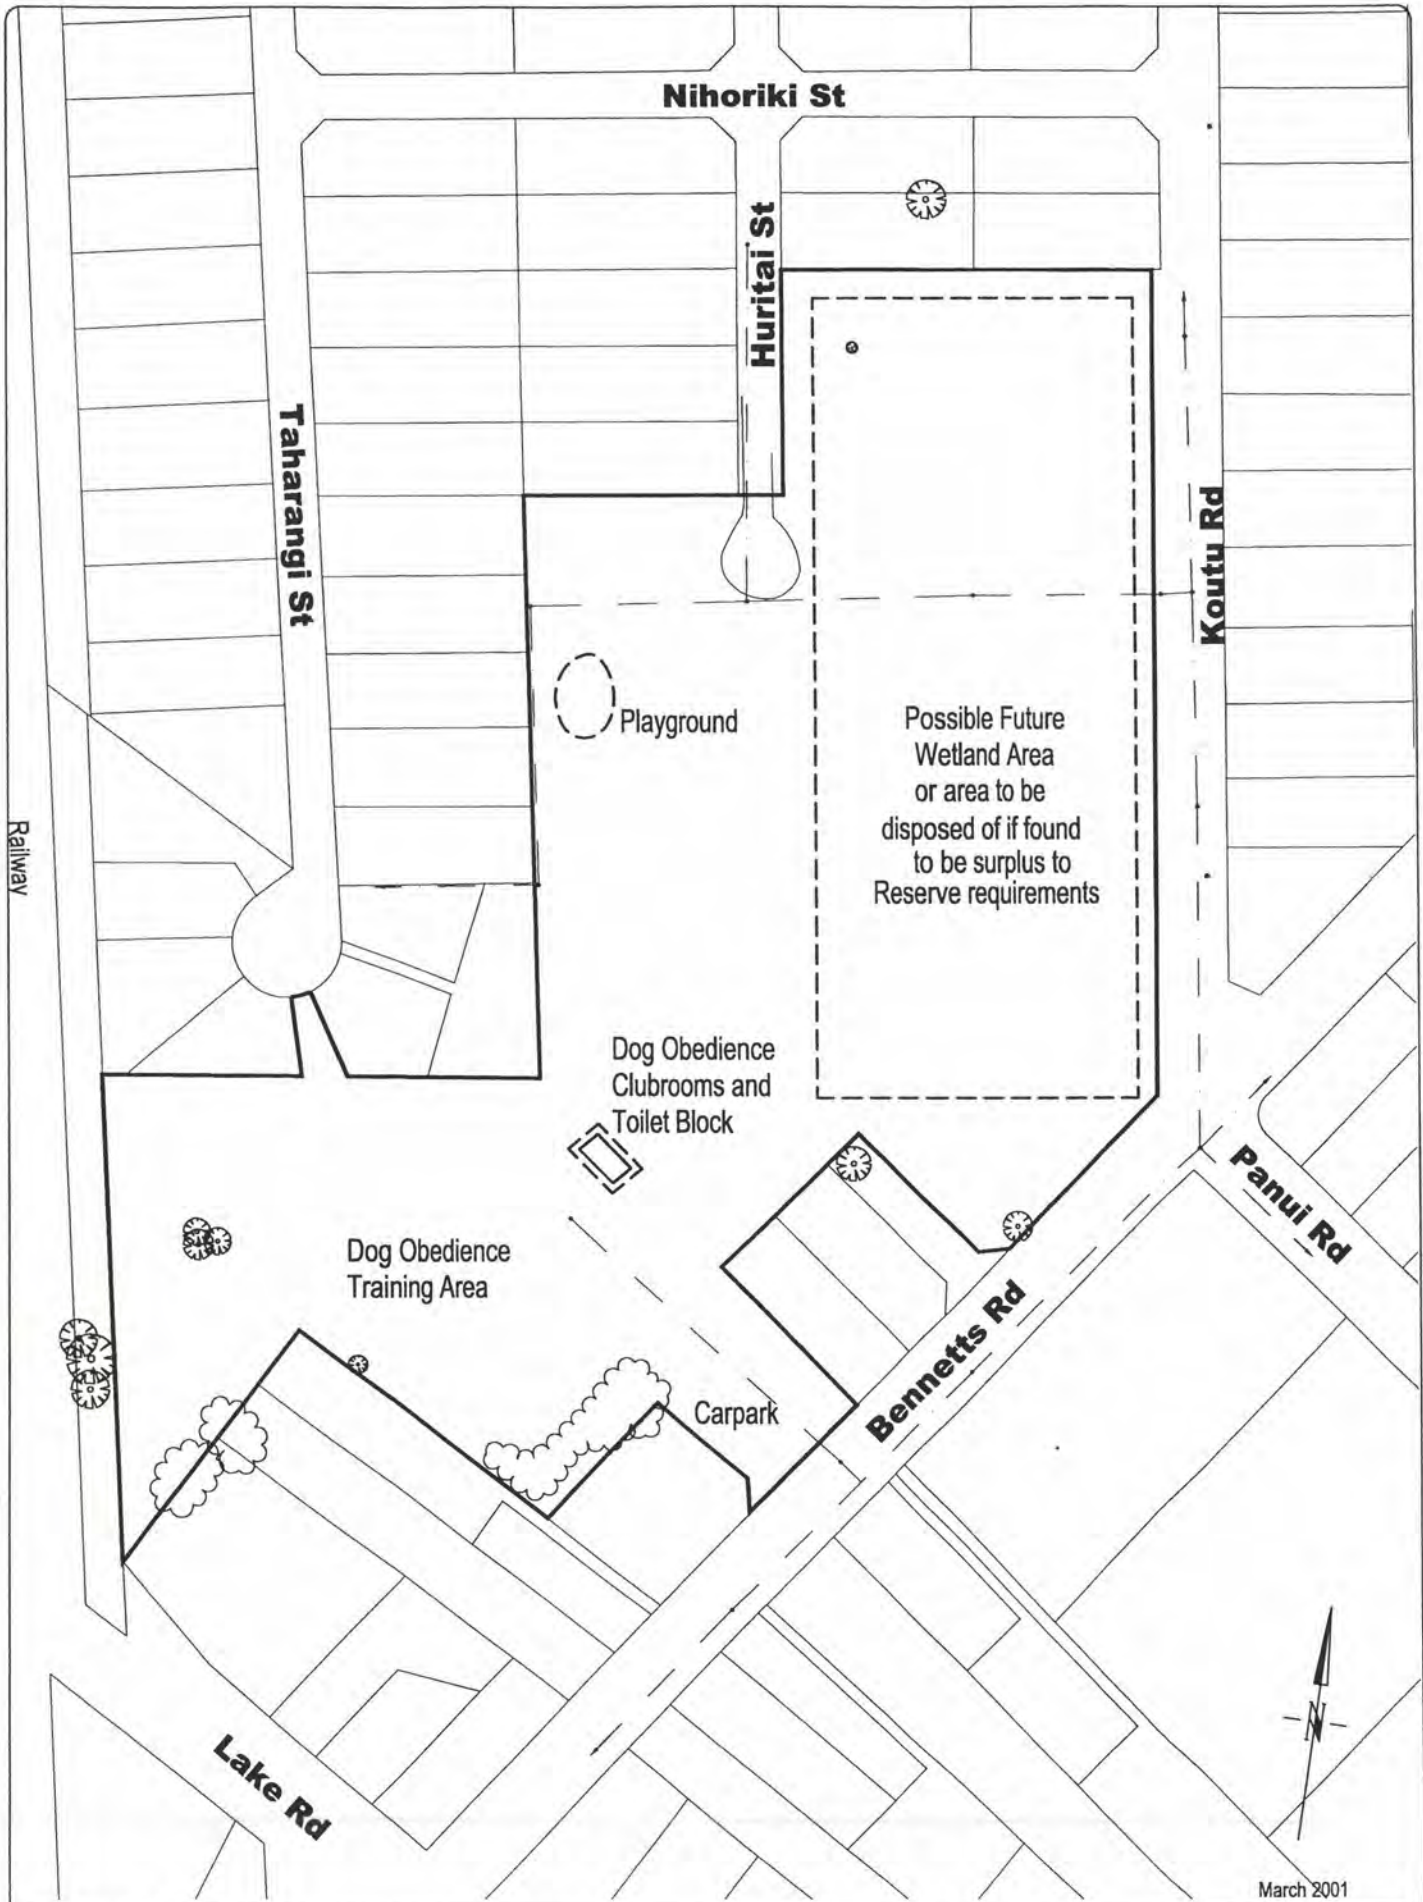 Nihoriki St
Huritai St
Taharangi St
Koutu Rd
Playground
Possible Future
Wetland Area
or area to be
disposed of if found
to be surplus to
Reserve requirements
Railway
Dog Obedience
Clubrooms and
Toilet Block
Panui Rd
Dog Obedience
Training Area
Bennetts Rd
Carpark
N
Lake Rd
March 2001